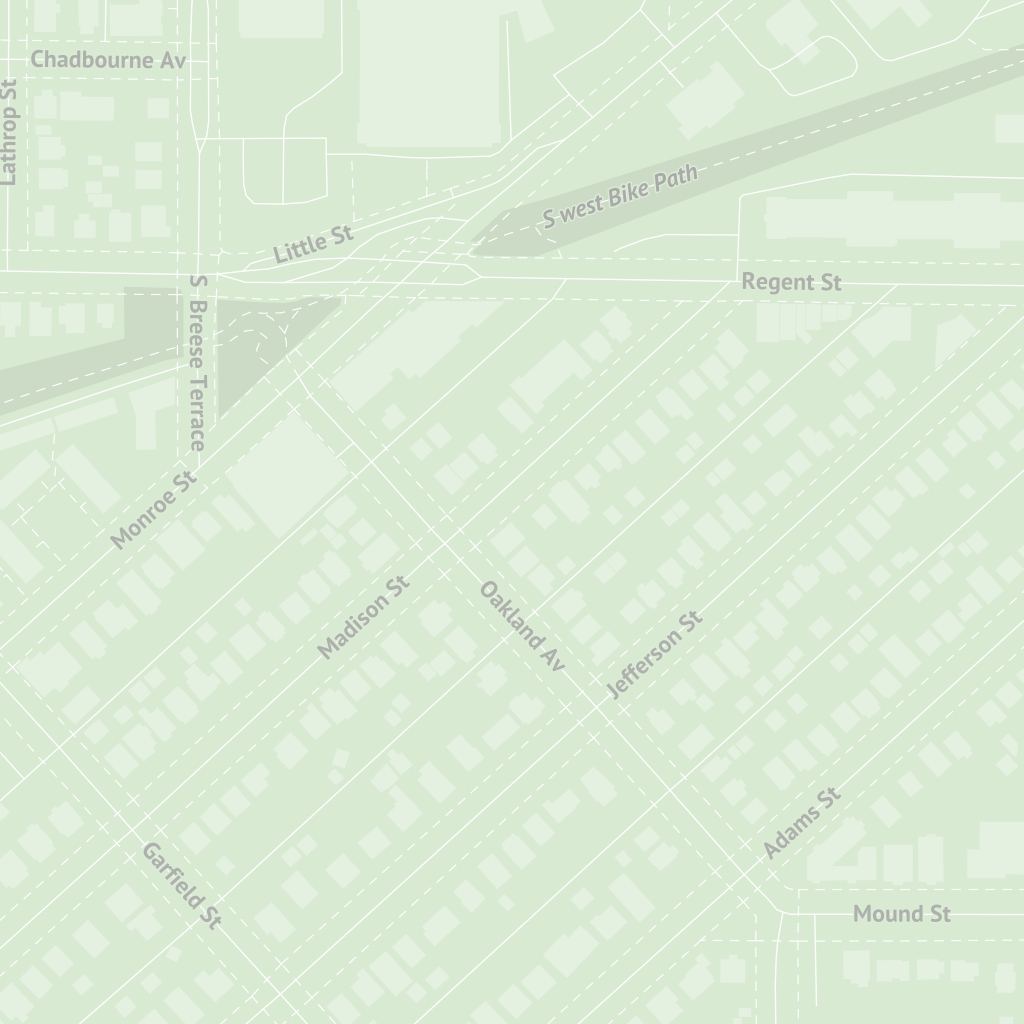 Chadbourne Av
Lathrop St
S west Bike Path
Little St
Regent St
S Breese Terrace
Monroe St
Madison St
Oakland Av
Jefferson St
Adams St
Garfield St
Mound St